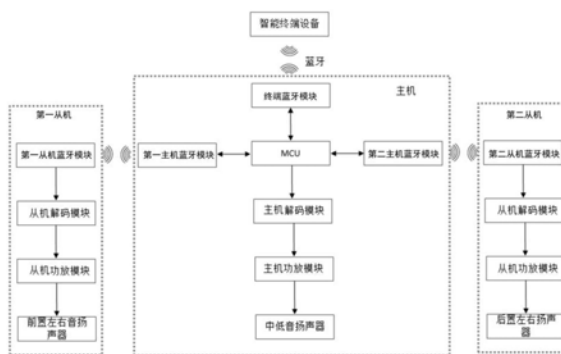 智能终端设备
蓝牙
主机
终端蓝牙模块
第一从机
第一从机蓝牙模块
第一主机蓝牙模块
MCU
第二主机蓝牙模块
第二从机
第二从机蓝牙模块
从机解码模块
主机解码模块
从机解码模块
从机功放模块
主机功放模块
从机功放模块
前置左右音扬
声器
中低音扬声器
后置左右扬声
器